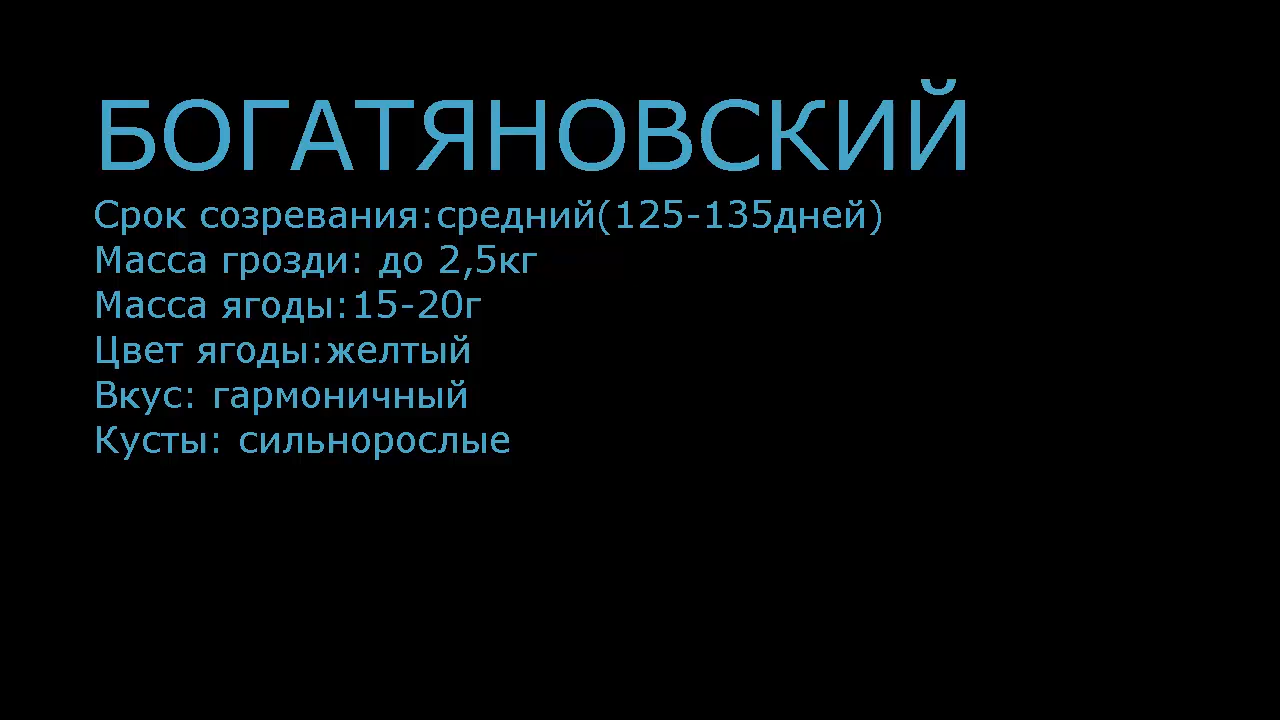 БОГАТЯНОВСКИЙ
Срок созревания:средний(125-135дней)
Масса грозди: до 2,5кг
Масса ягоды:15-20г
Цвет ягоды:желтый
Вкус: гармоничный
Кусты: сильнорослые